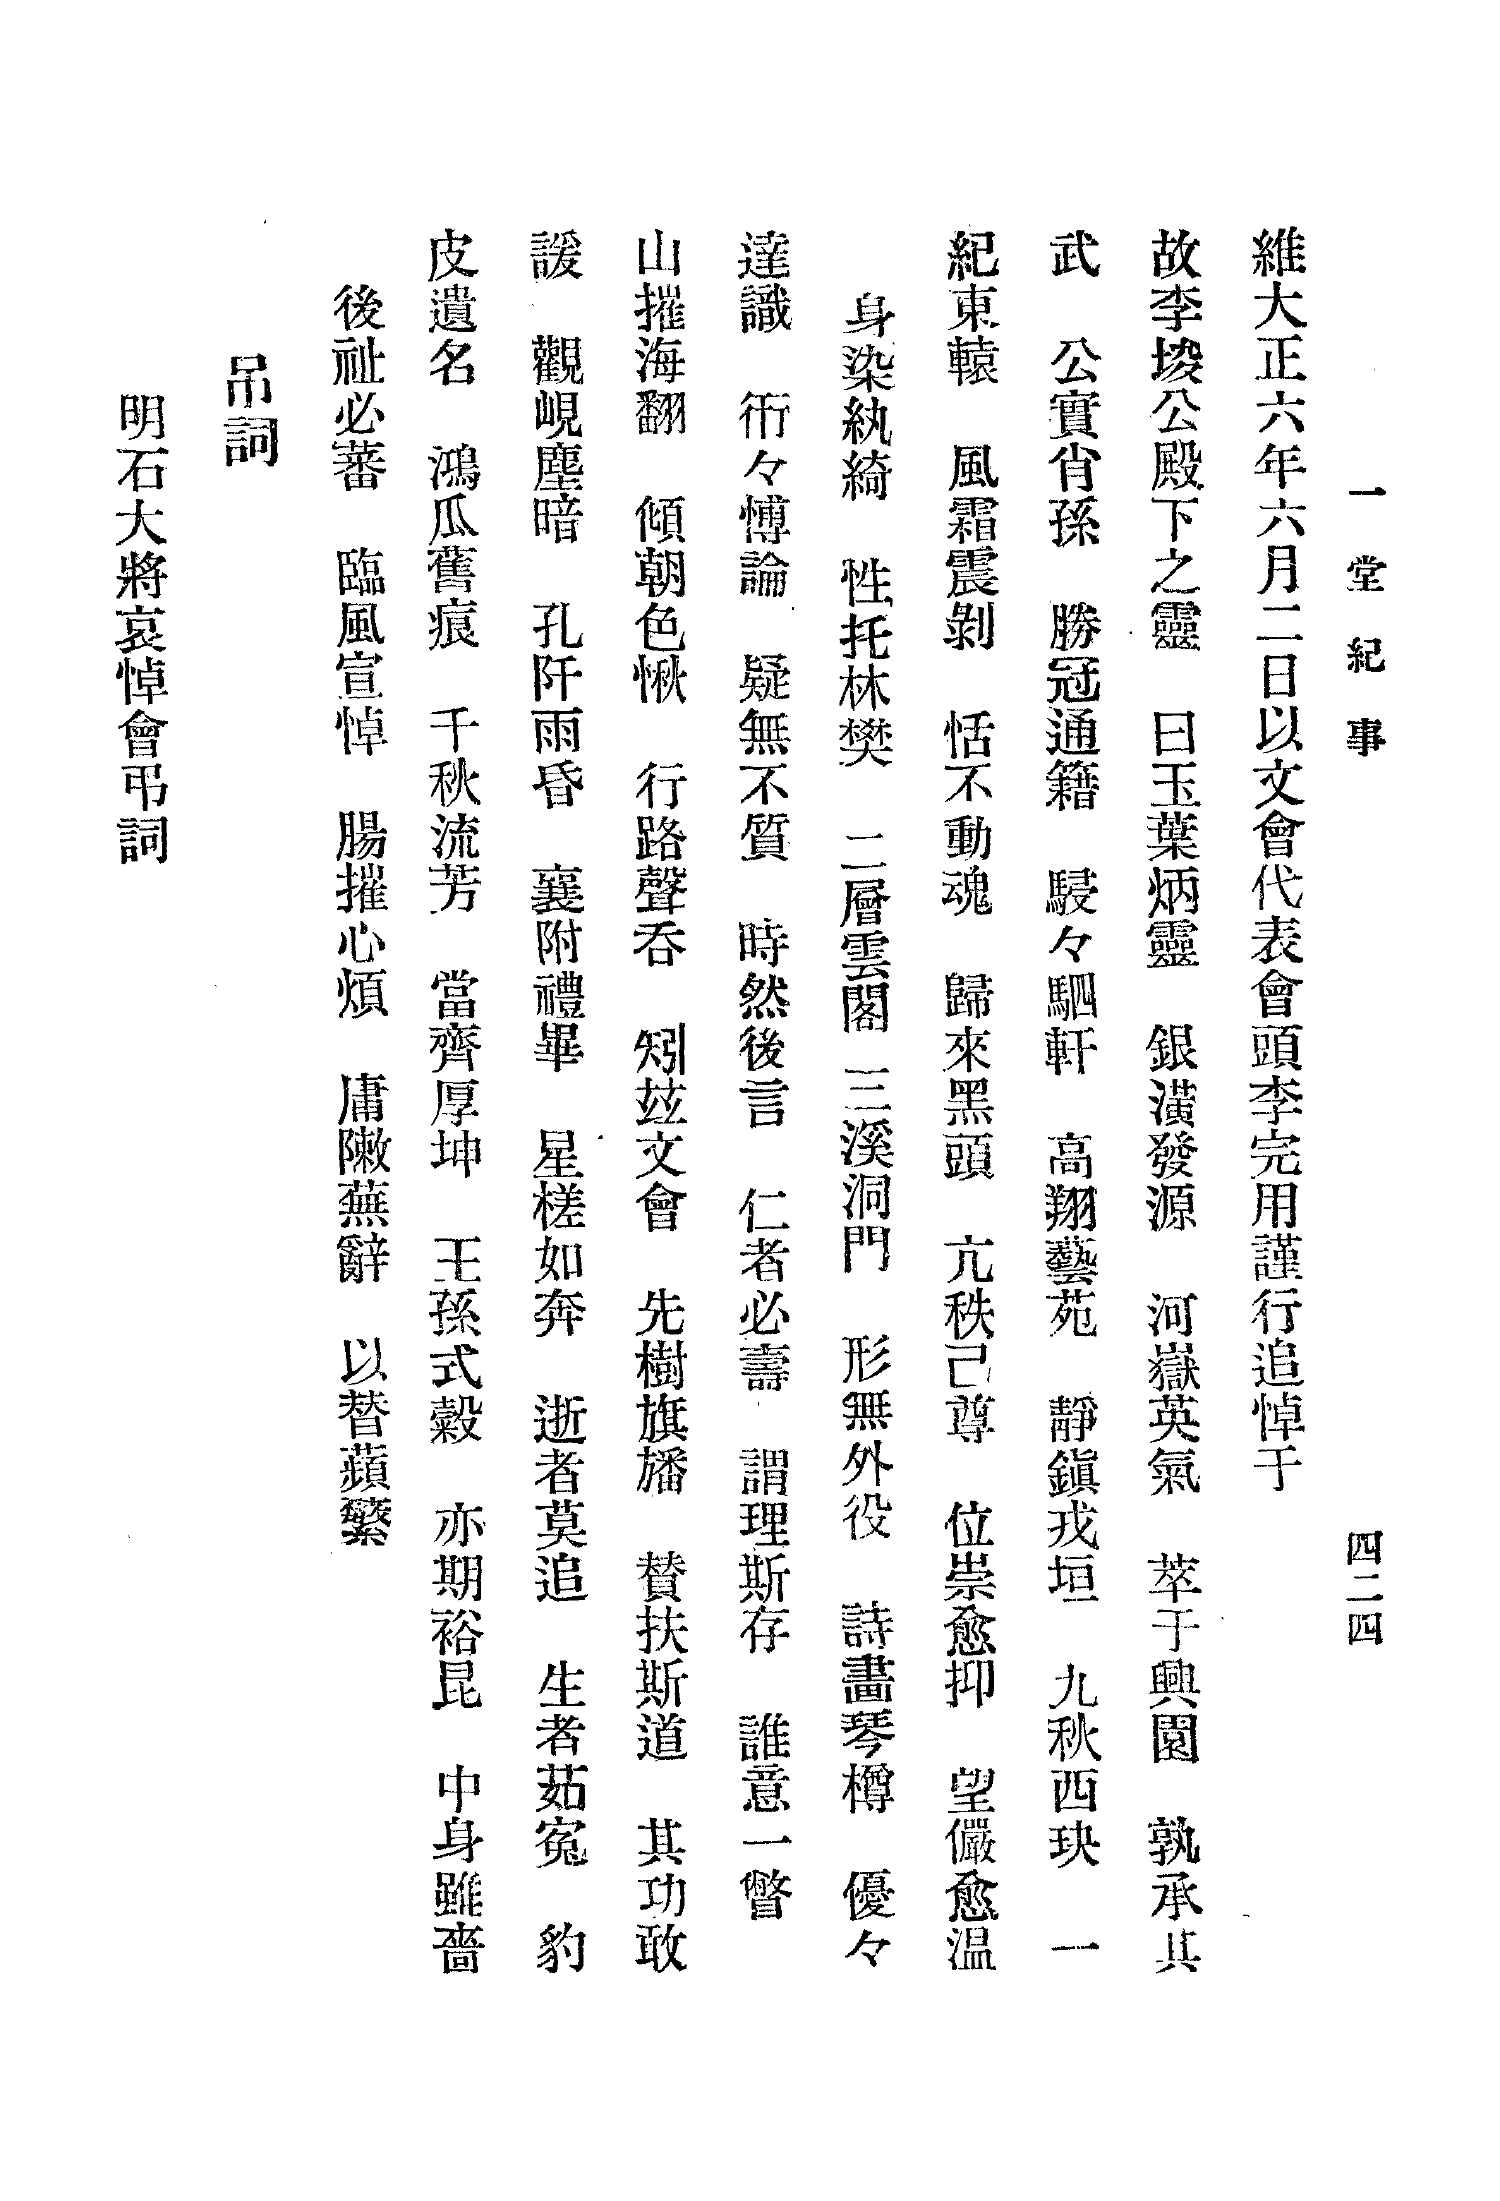 一堂紀事　四二四
維大正六年六月二日以文會代表會頭李完用謹行追悼于
故李埈公殿下之靈　曰玉葉炳靈　銀潢發源　河嶽英氣　萃于興園　孰承其
武　公實肖孫　勝冠通籍　駸々駟軒　高翔藝苑　靜鎭戎垣　九秋西玦　一
紀東轅　風霜震剝　恬不動魂　歸來黑頭　亢秩己尊　位崇愈抑　望儼愈温
身染紈綺　性托林樊　二層雲閣　三溪洞門　形無外役　詩畫琴樽　優々
達識　衎々愽論　疑無不質　時然後言　仁者必壽　謂理斯存　誰意一瞥
山摧海翻　傾朝色愀　行路聲吞　矧玆文會　先樹旗旛　賛扶斯道　其功敢
諼　觀峴塵暗　孔阡雨昏　襄附禮畢　星槎如奔　逝者莫追　生者茹寃　豹
皮遺名　鴻瓜舊痕　千秋流芳　當齊厚坤　王孫式穀　亦期裕昆　中身雖嗇
後祉必蕃　臨風宣悼　腸摧心煩　庸陳蕪辭　以替蘋蘩
吊詞
明石大將哀悼會弔詞